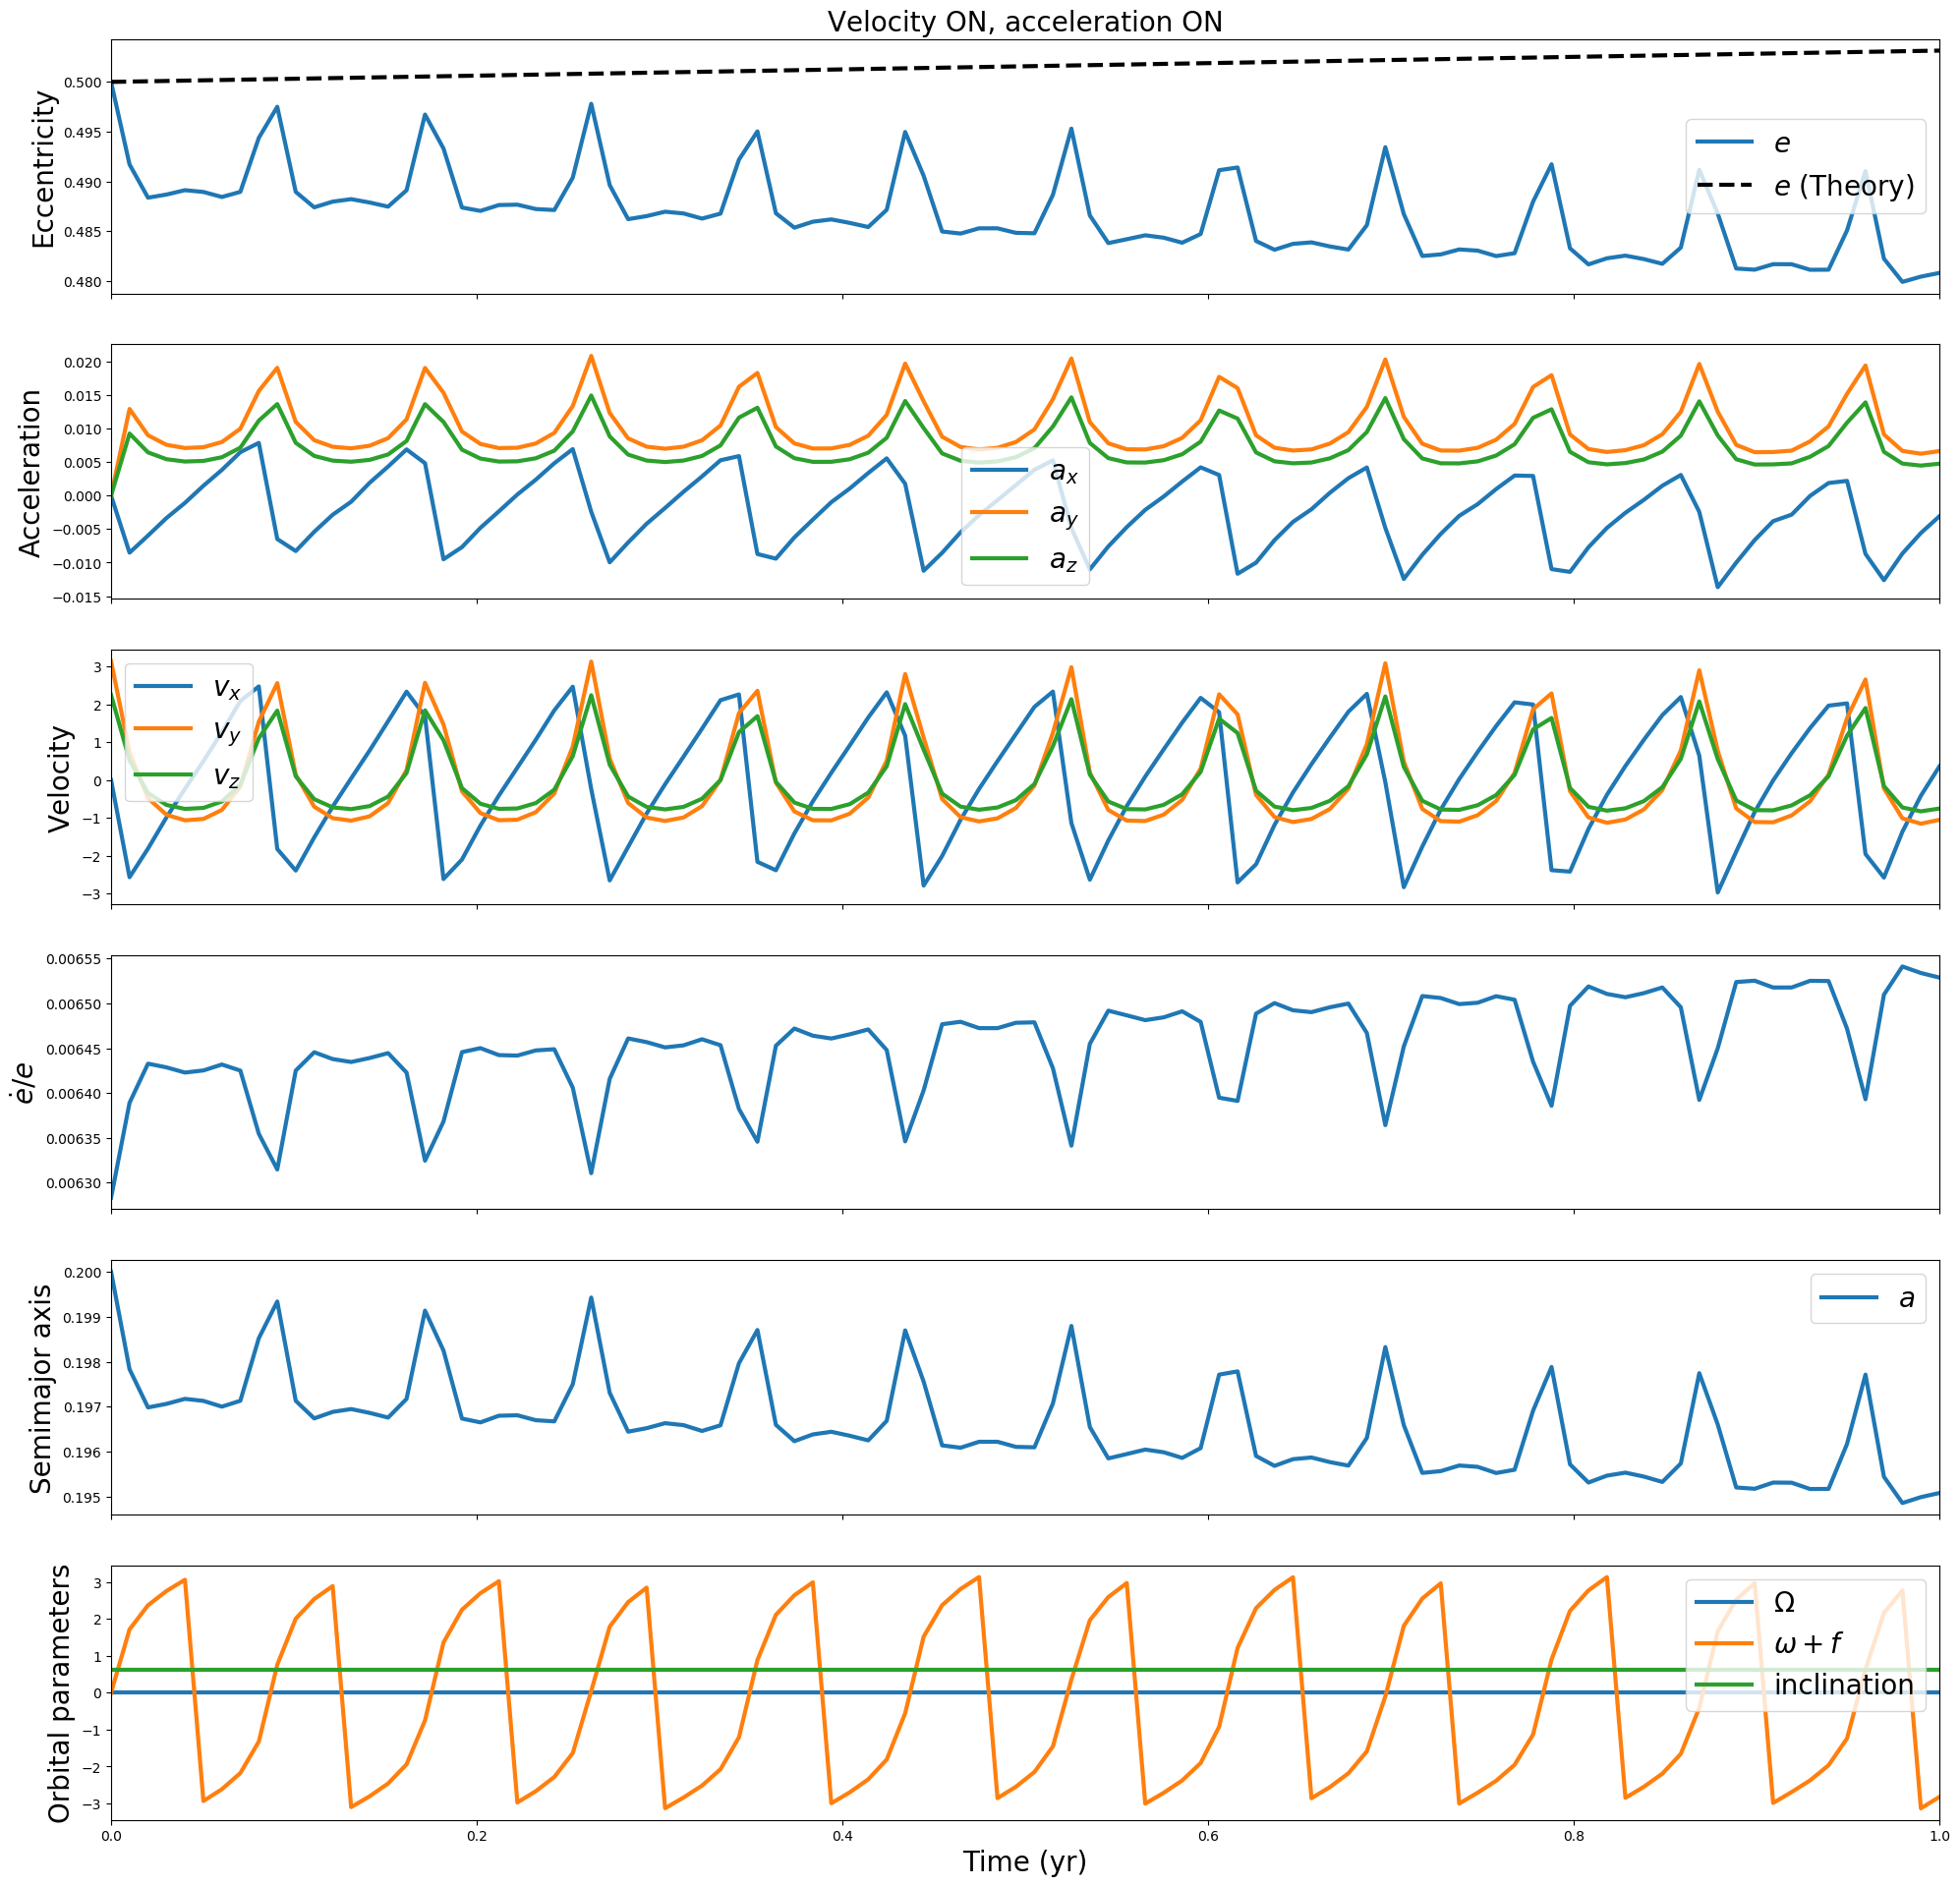 Velocity ON, acceleration ON
Eccentricity
0.500
0.495
0.490
0.485
0.480
e
e (Theory)
Acceleration
0.020
0.015
0.010
0.005
0.000
−0.005
−0.010
−0.015
a_x
a_y
a_z
Velocity
3
2
1
0
−1
−2
−3
v_x
v_y
v_z
ė/e
0.00655
0.00650
0.00645
0.00640
0.00635
0.00630
Semimajor axis
0.200
0.199
0.198
0.197
0.196
0.195
a
Orbital parameters
3
2
1
0
−1
−2
−3
Ω
ω + f
inclination
0.0 0.2 0.4 0.6 0.8 1.0
Time (yr)